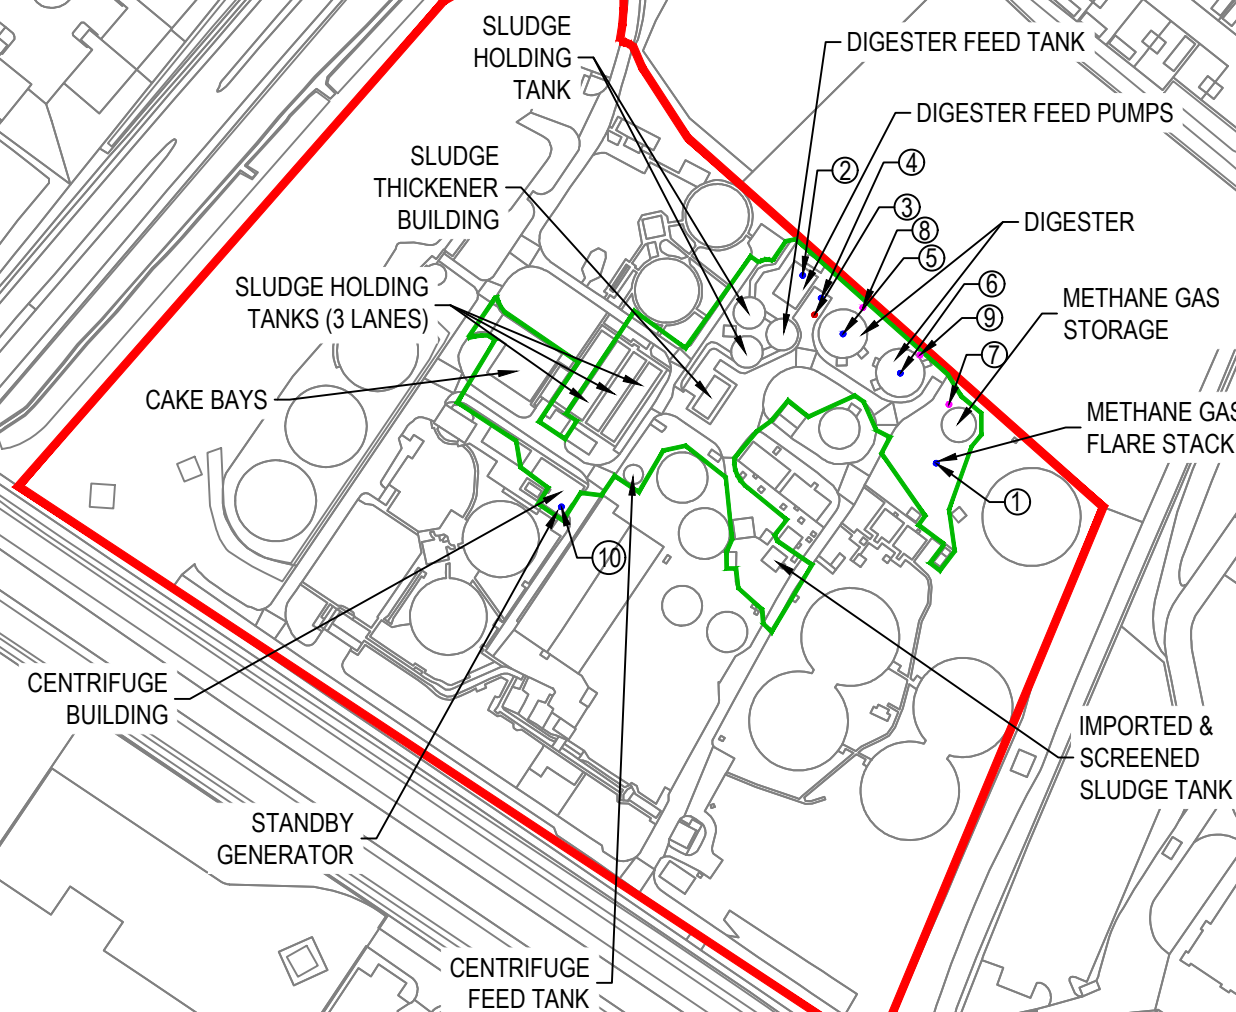 SLUDGE
HOLDING
TANK
DIGESTER FEED TANK
DIGESTER FEED PUMPS
SLUDGE
THICKENER
BUILDING
2
4
3
8
5
DIGESTER
6
9
7
METHANE GAS
STORAGE
SLUDGE HOLDING
TANKS (3 LANES)
CAKE BAYS
METHANE GAS
FLARE STACK
1
10
CENTRIFUGE
BUILDING
IMPORTED &
SCREENED
SLUDGE TANK
STANDBY
GENERATOR
CENTRIFUGE
FEED TANK